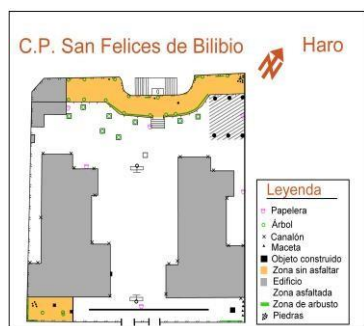 C.P. San Felices de Bilibio Haro
Leyenda
Papelera
Árbol
Canalón
Maceta
Objeto construido
Zona sin asfaltar
Edificio
Zona asfaltada
Zona de arbusto
Piedras